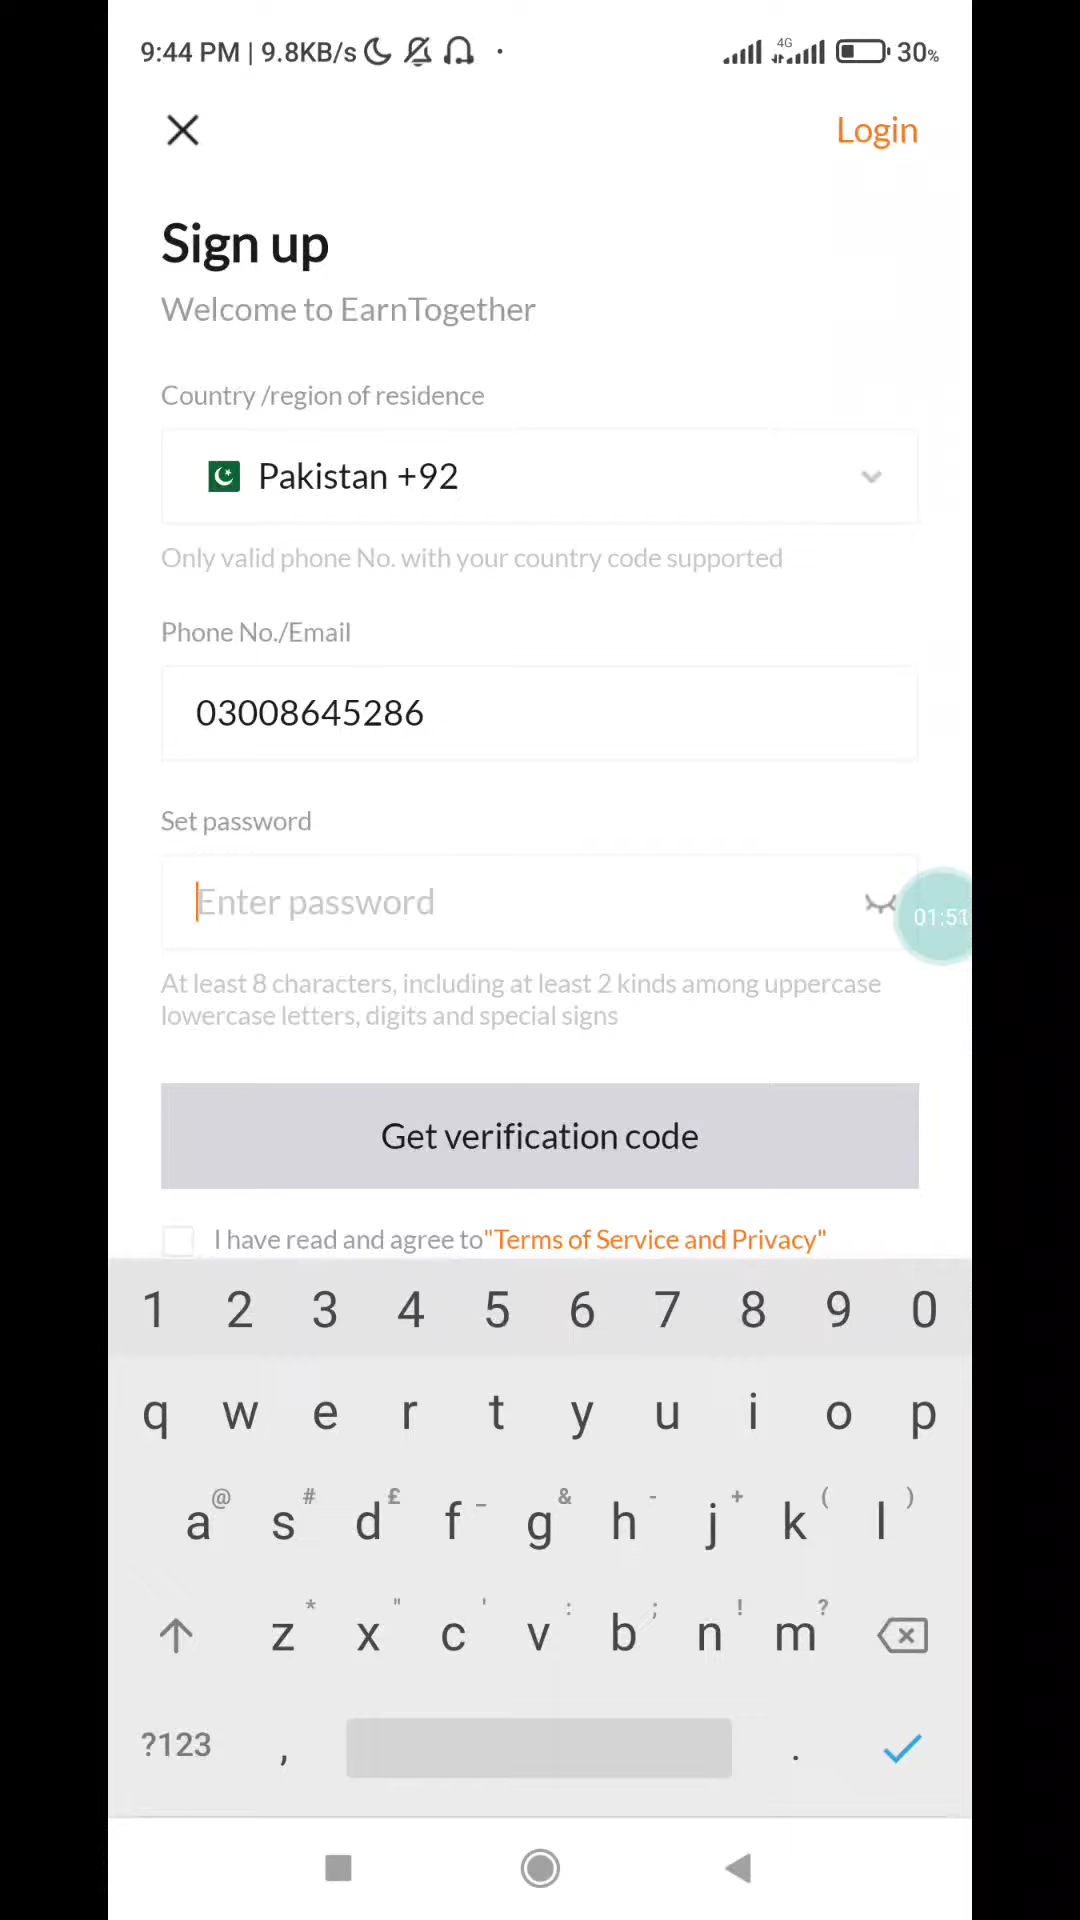 9:44 PM | 9.8KB/s
4G
30%
Login
Sign up
Welcome to EarnTogether
Country /region of residence
Pakistan +92
Only valid phone No. with your country code supported
Phone No./Email
03008645286
Set password
Enter password
01:51
At least 8 characters, including at least 2 kinds among uppercase
lowercase letters, digits and special signs
Get verification code
I have read and agree to"Terms of Service and Privacy"
1 2 3 4 5 6 7 8 9 0
q w e r t y u i o p
@ # £ _ & - + ( )
a s d f g h j k l
* " ' : ; ! ?
z x c v b n m
?123 , .